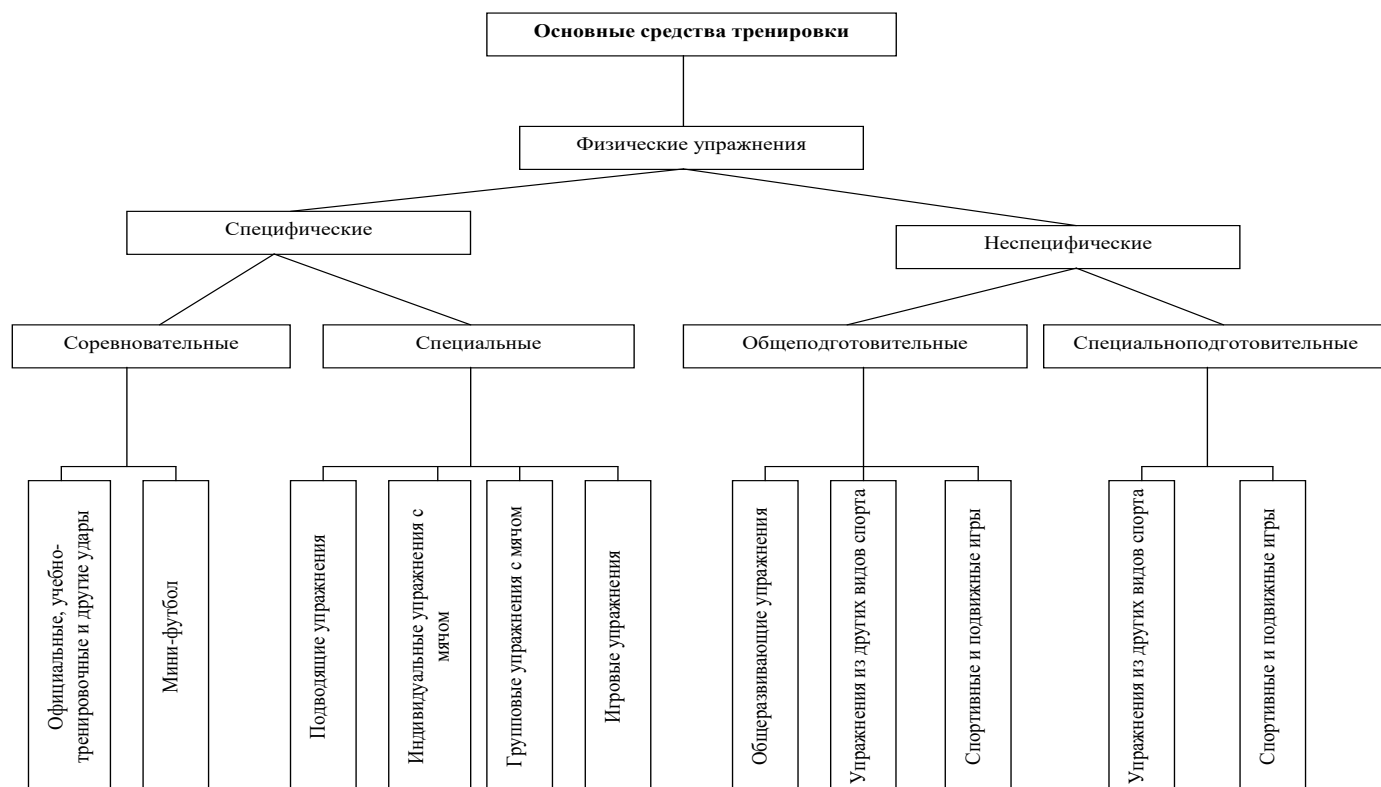 Основные средства тренировки
Физические упражнения
Специфические
Неспецифические
Соревновательные
Специальные
Общеподготовительные
Специальноподготовительные
Официальные, учебно-
тренировочные и другие удары
Мини-футбол
Подводящие упражнения
Индивидуальные упражнения с
мячом
Групповые упражнения с мячом
Игровые упражнения
Общеразвивающие упражнения
Упражнения из других видов спорта
Спортивные и подвижные игры
Упражнения из других видов спорта
Спортивные и подвижные игры